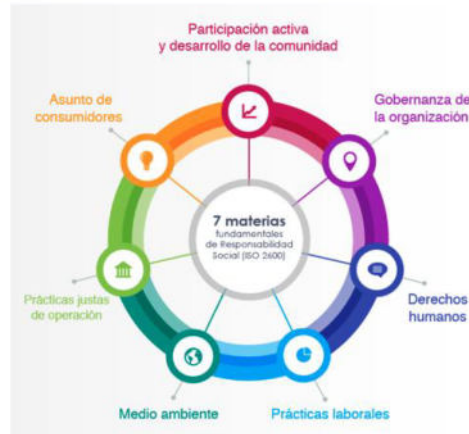 Participación activa
y desarrollo de la comunidad
Asunto de
consumidores
Gobernanza de
la organización
7 materias
fundamentales
de Responsabilidad
Social (ISO 2600)
Prácticas justas
de operación
Derechos
humanos
Medio ambiente
Prácticas laborales